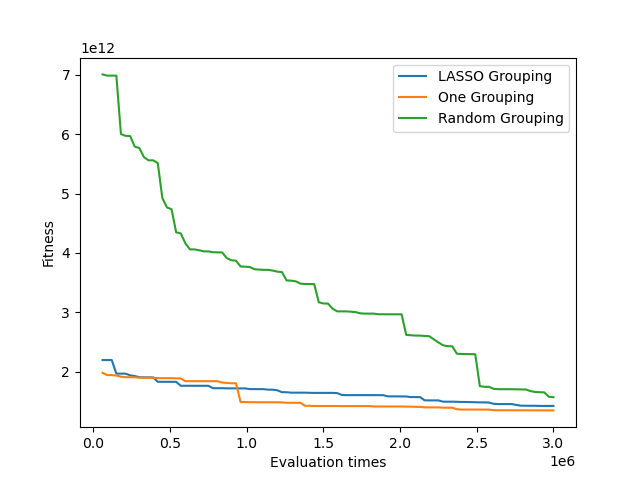 1e12
7
6
5
4
3
2
Fitness
LASSO Grouping
One Grouping
Random Grouping
0.0 0.5 1.0 1.5 2.0 2.5 3.0
Evaluation times
1e6